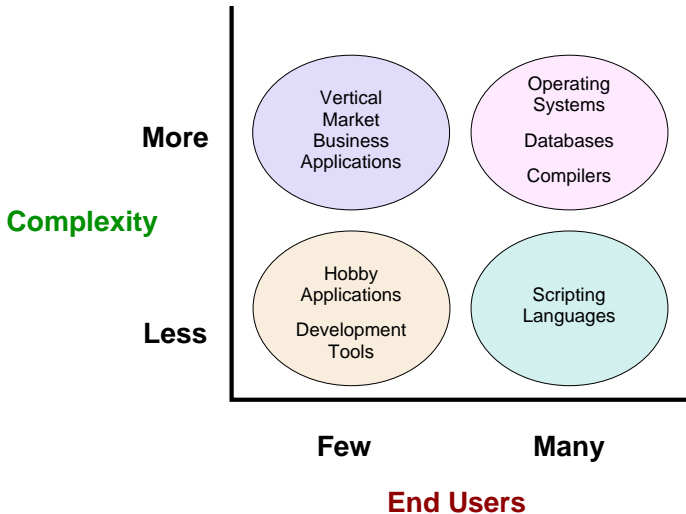 Vertical
Market
Business
Applications
Operating
Systems
Databases
Compilers
More
Complexity
Hobby
Applications
Development
Tools
Scripting
Languages
Less
Few
Many
End Users